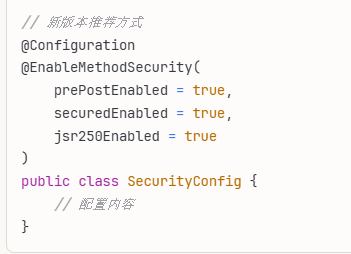 // 新版本推荐方式
@Configuration
@EnableMethodSecurity(
    prePostEnabled = true,
    securedEnabled = true,
    jsr250Enabled = true
)
public class SecurityConfig {
    // 配置内容
}